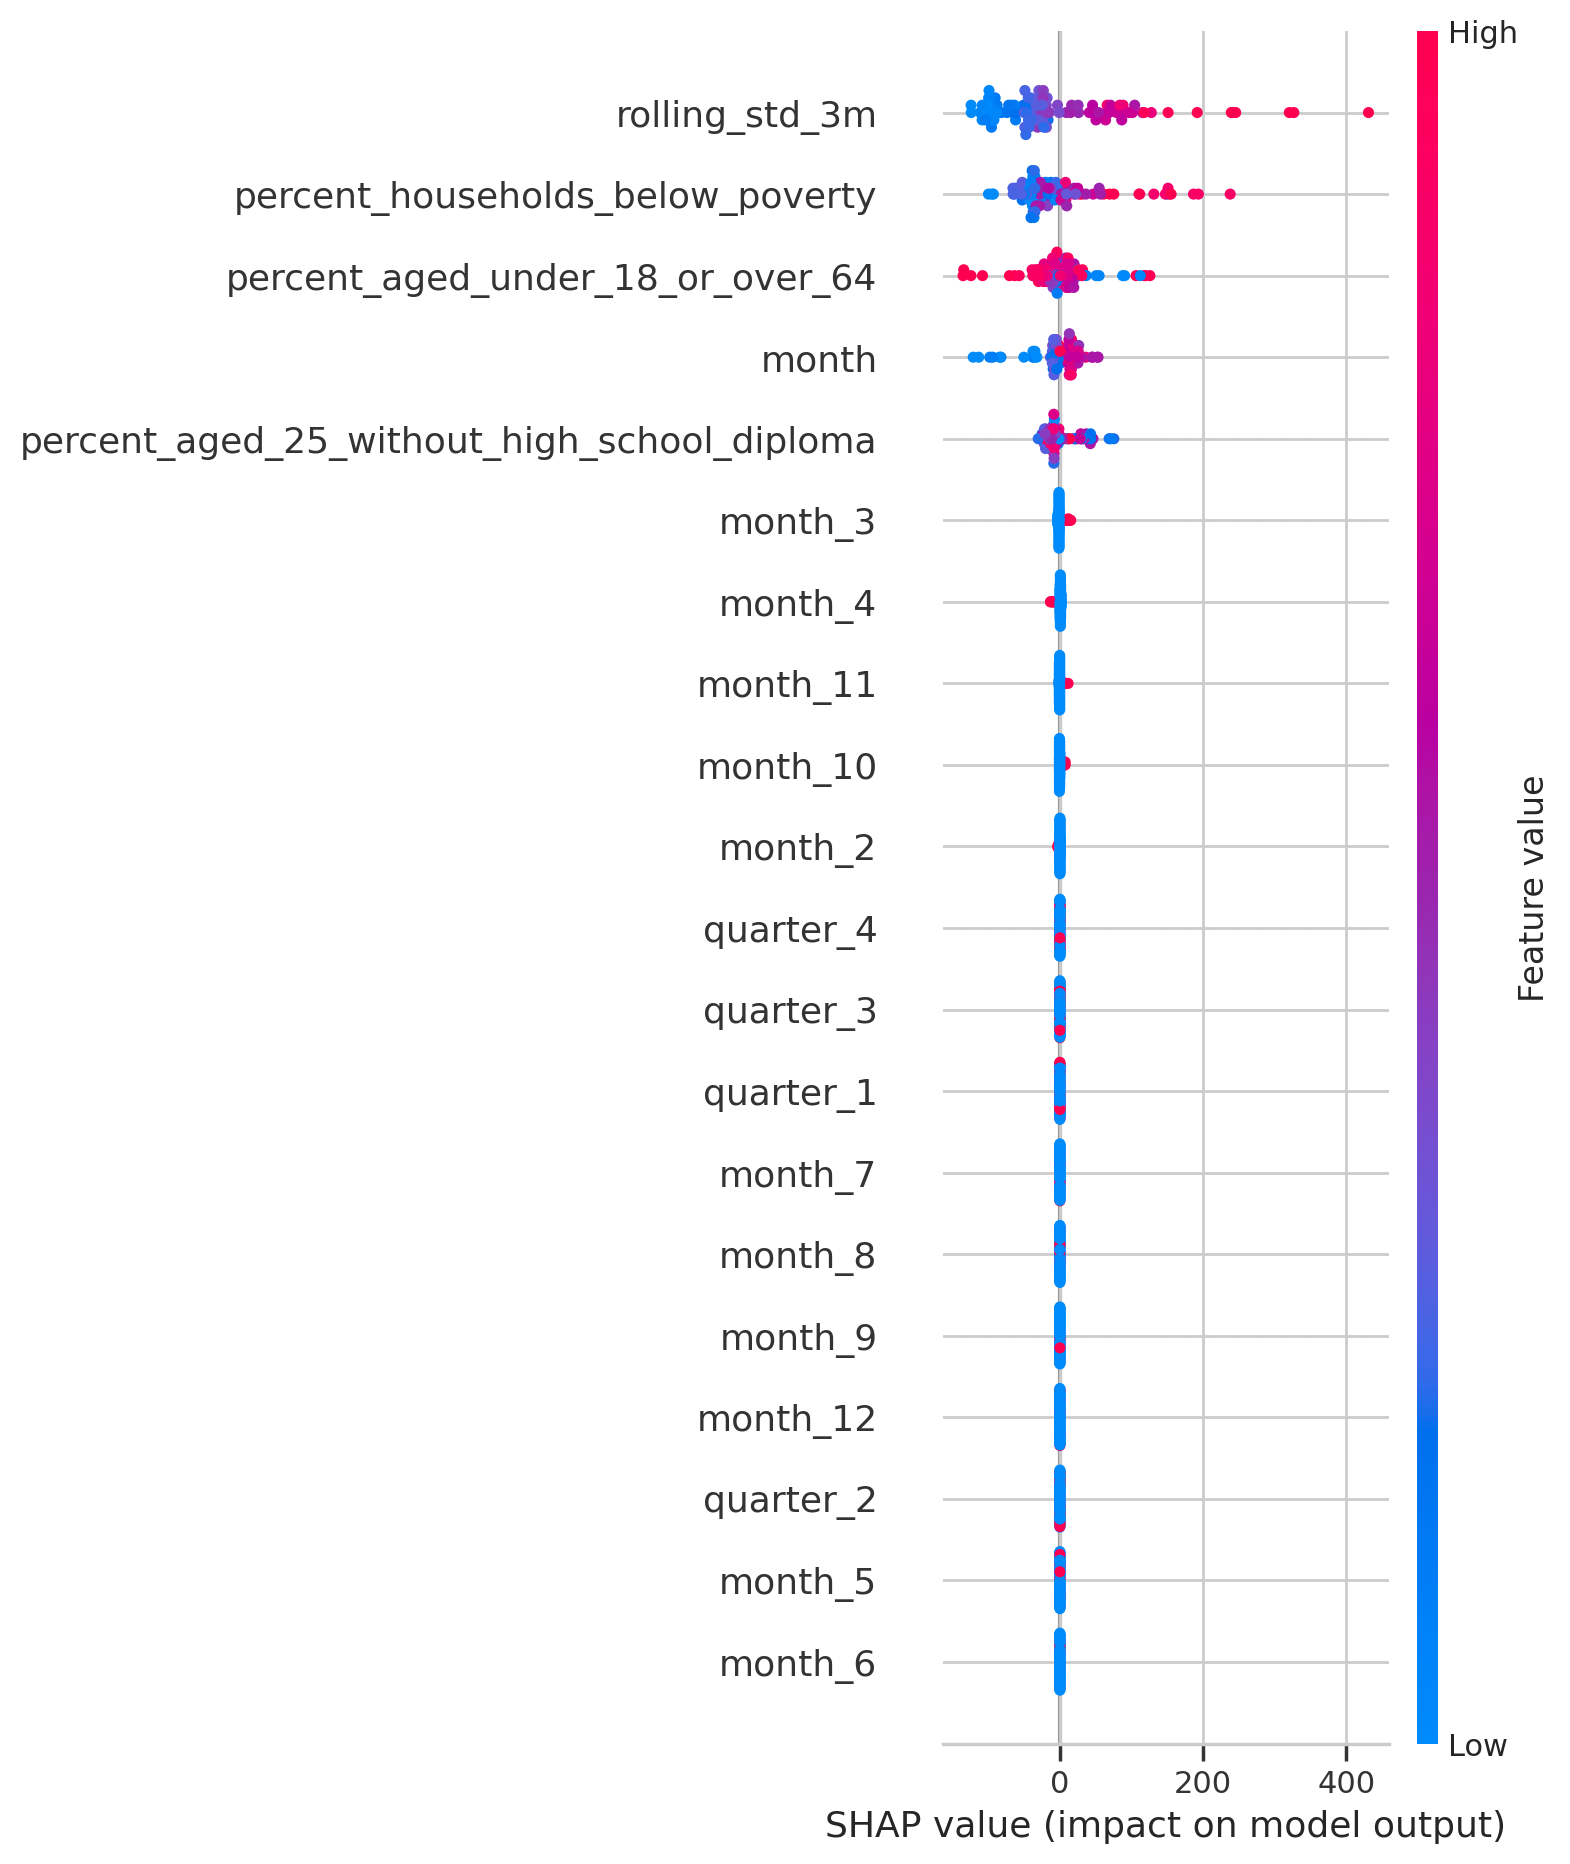 High
rolling_std_3m
percent_households_below_poverty
percent_aged_under_18_or_over_64
month
percent_aged_25_without_high_school_diploma
month_3
month_4
month_11
month_10
month_2
quarter_4
quarter_3
quarter_1
month_7
month_8
month_9
month_12
quarter_2
month_5
month_6
Feature value
Low
0 200 400
SHAP value (impact on model output)